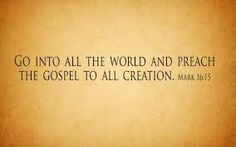 Go into all the world and preach
the gospel to all creation. Mark 16:15